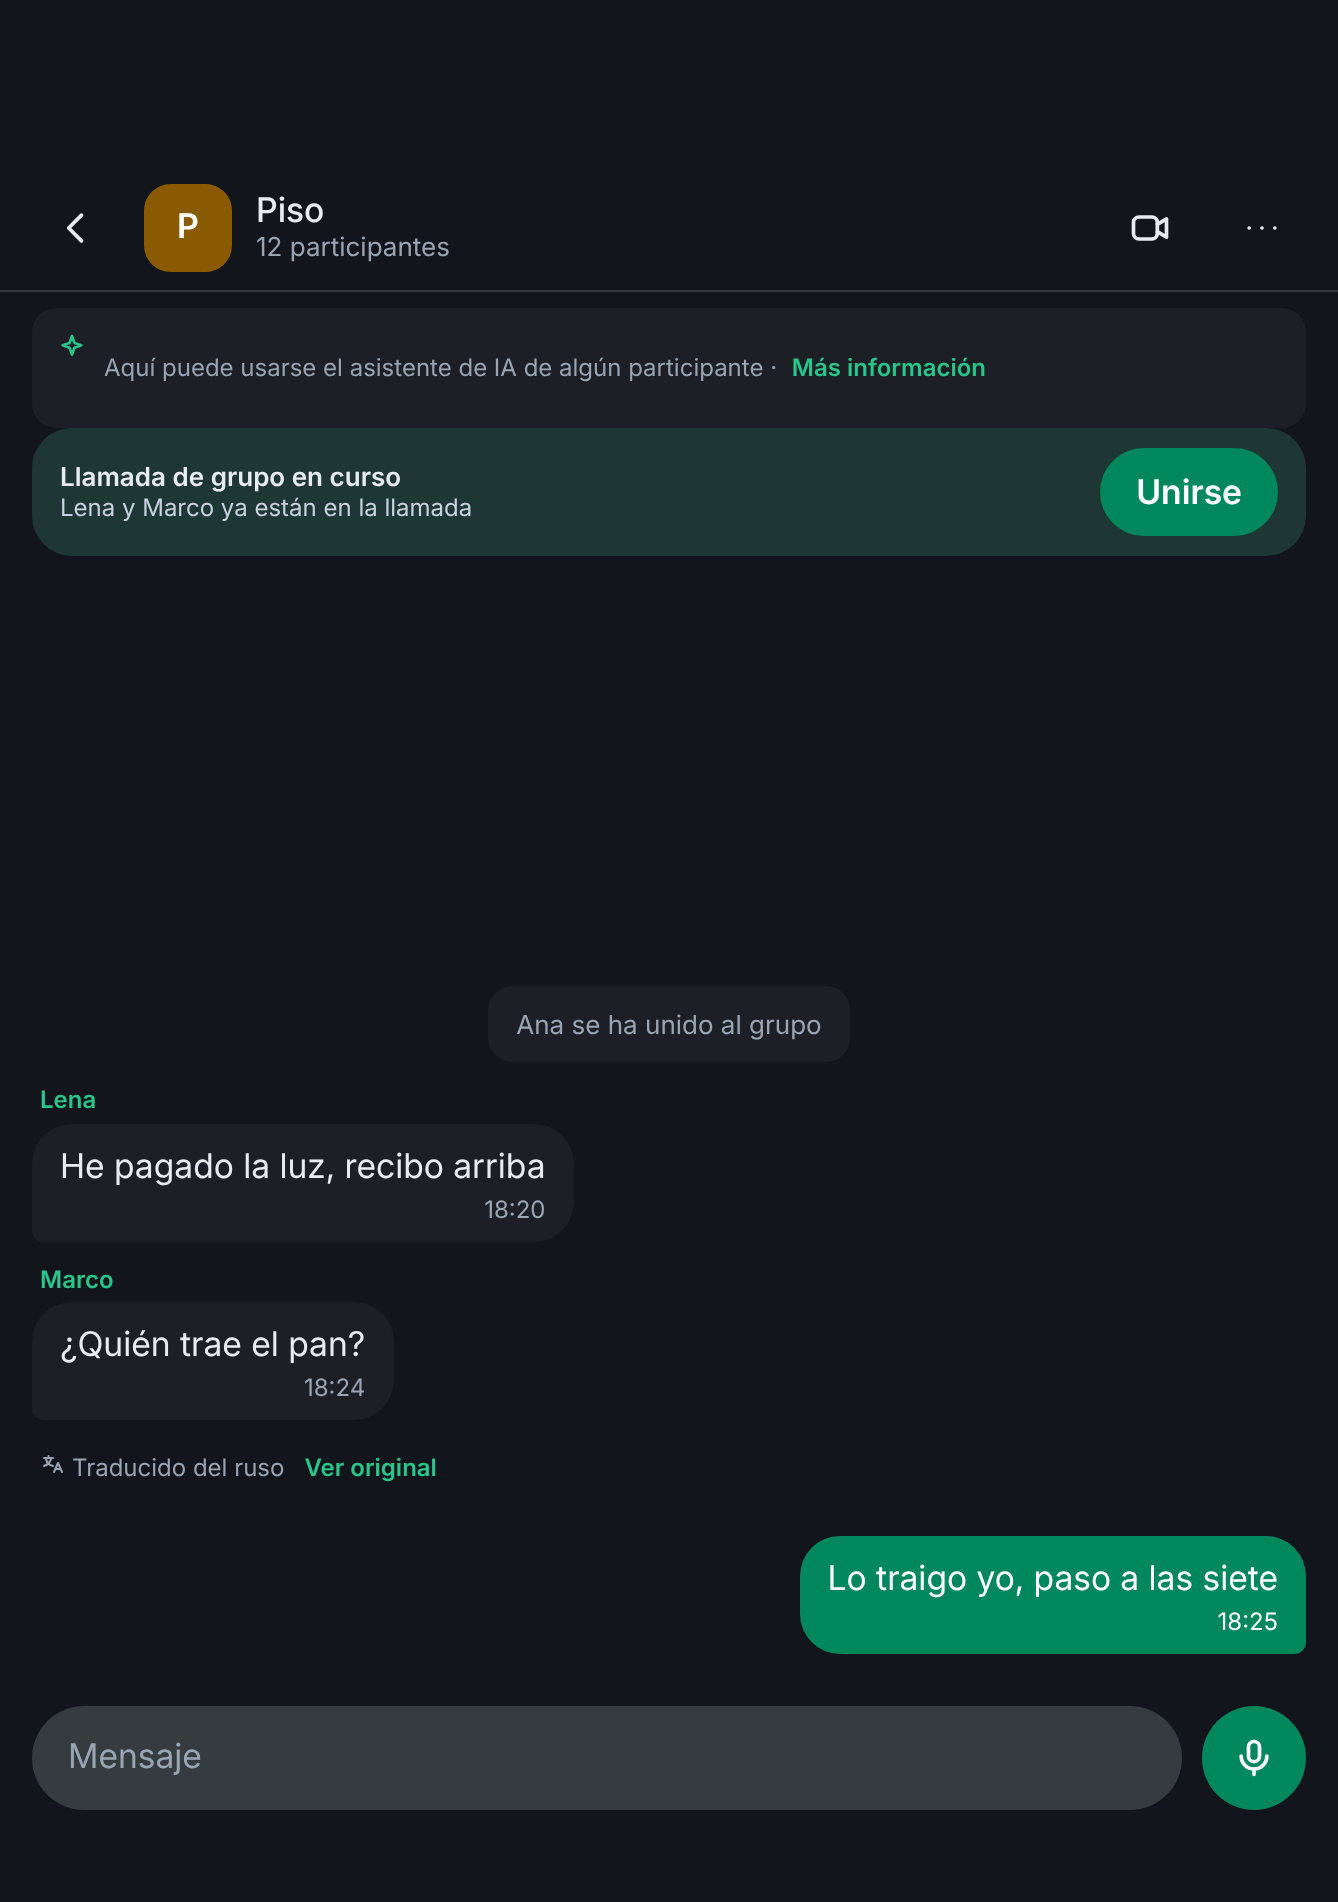 P
Piso
12 participantes
Aquí puede usarse el asistente de IA de algún participante · Más información
Llamada de grupo en curso
Lena y Marco ya están en la llamada
Unirse
Ana se ha unido al grupo
Lena
He pagado la luz, recibo arriba
18:20
Marco
¿Quién trae el pan?
18:24
Traducido del ruso Ver original
Lo traigo yo, paso a las siete
18:25
Mensaje